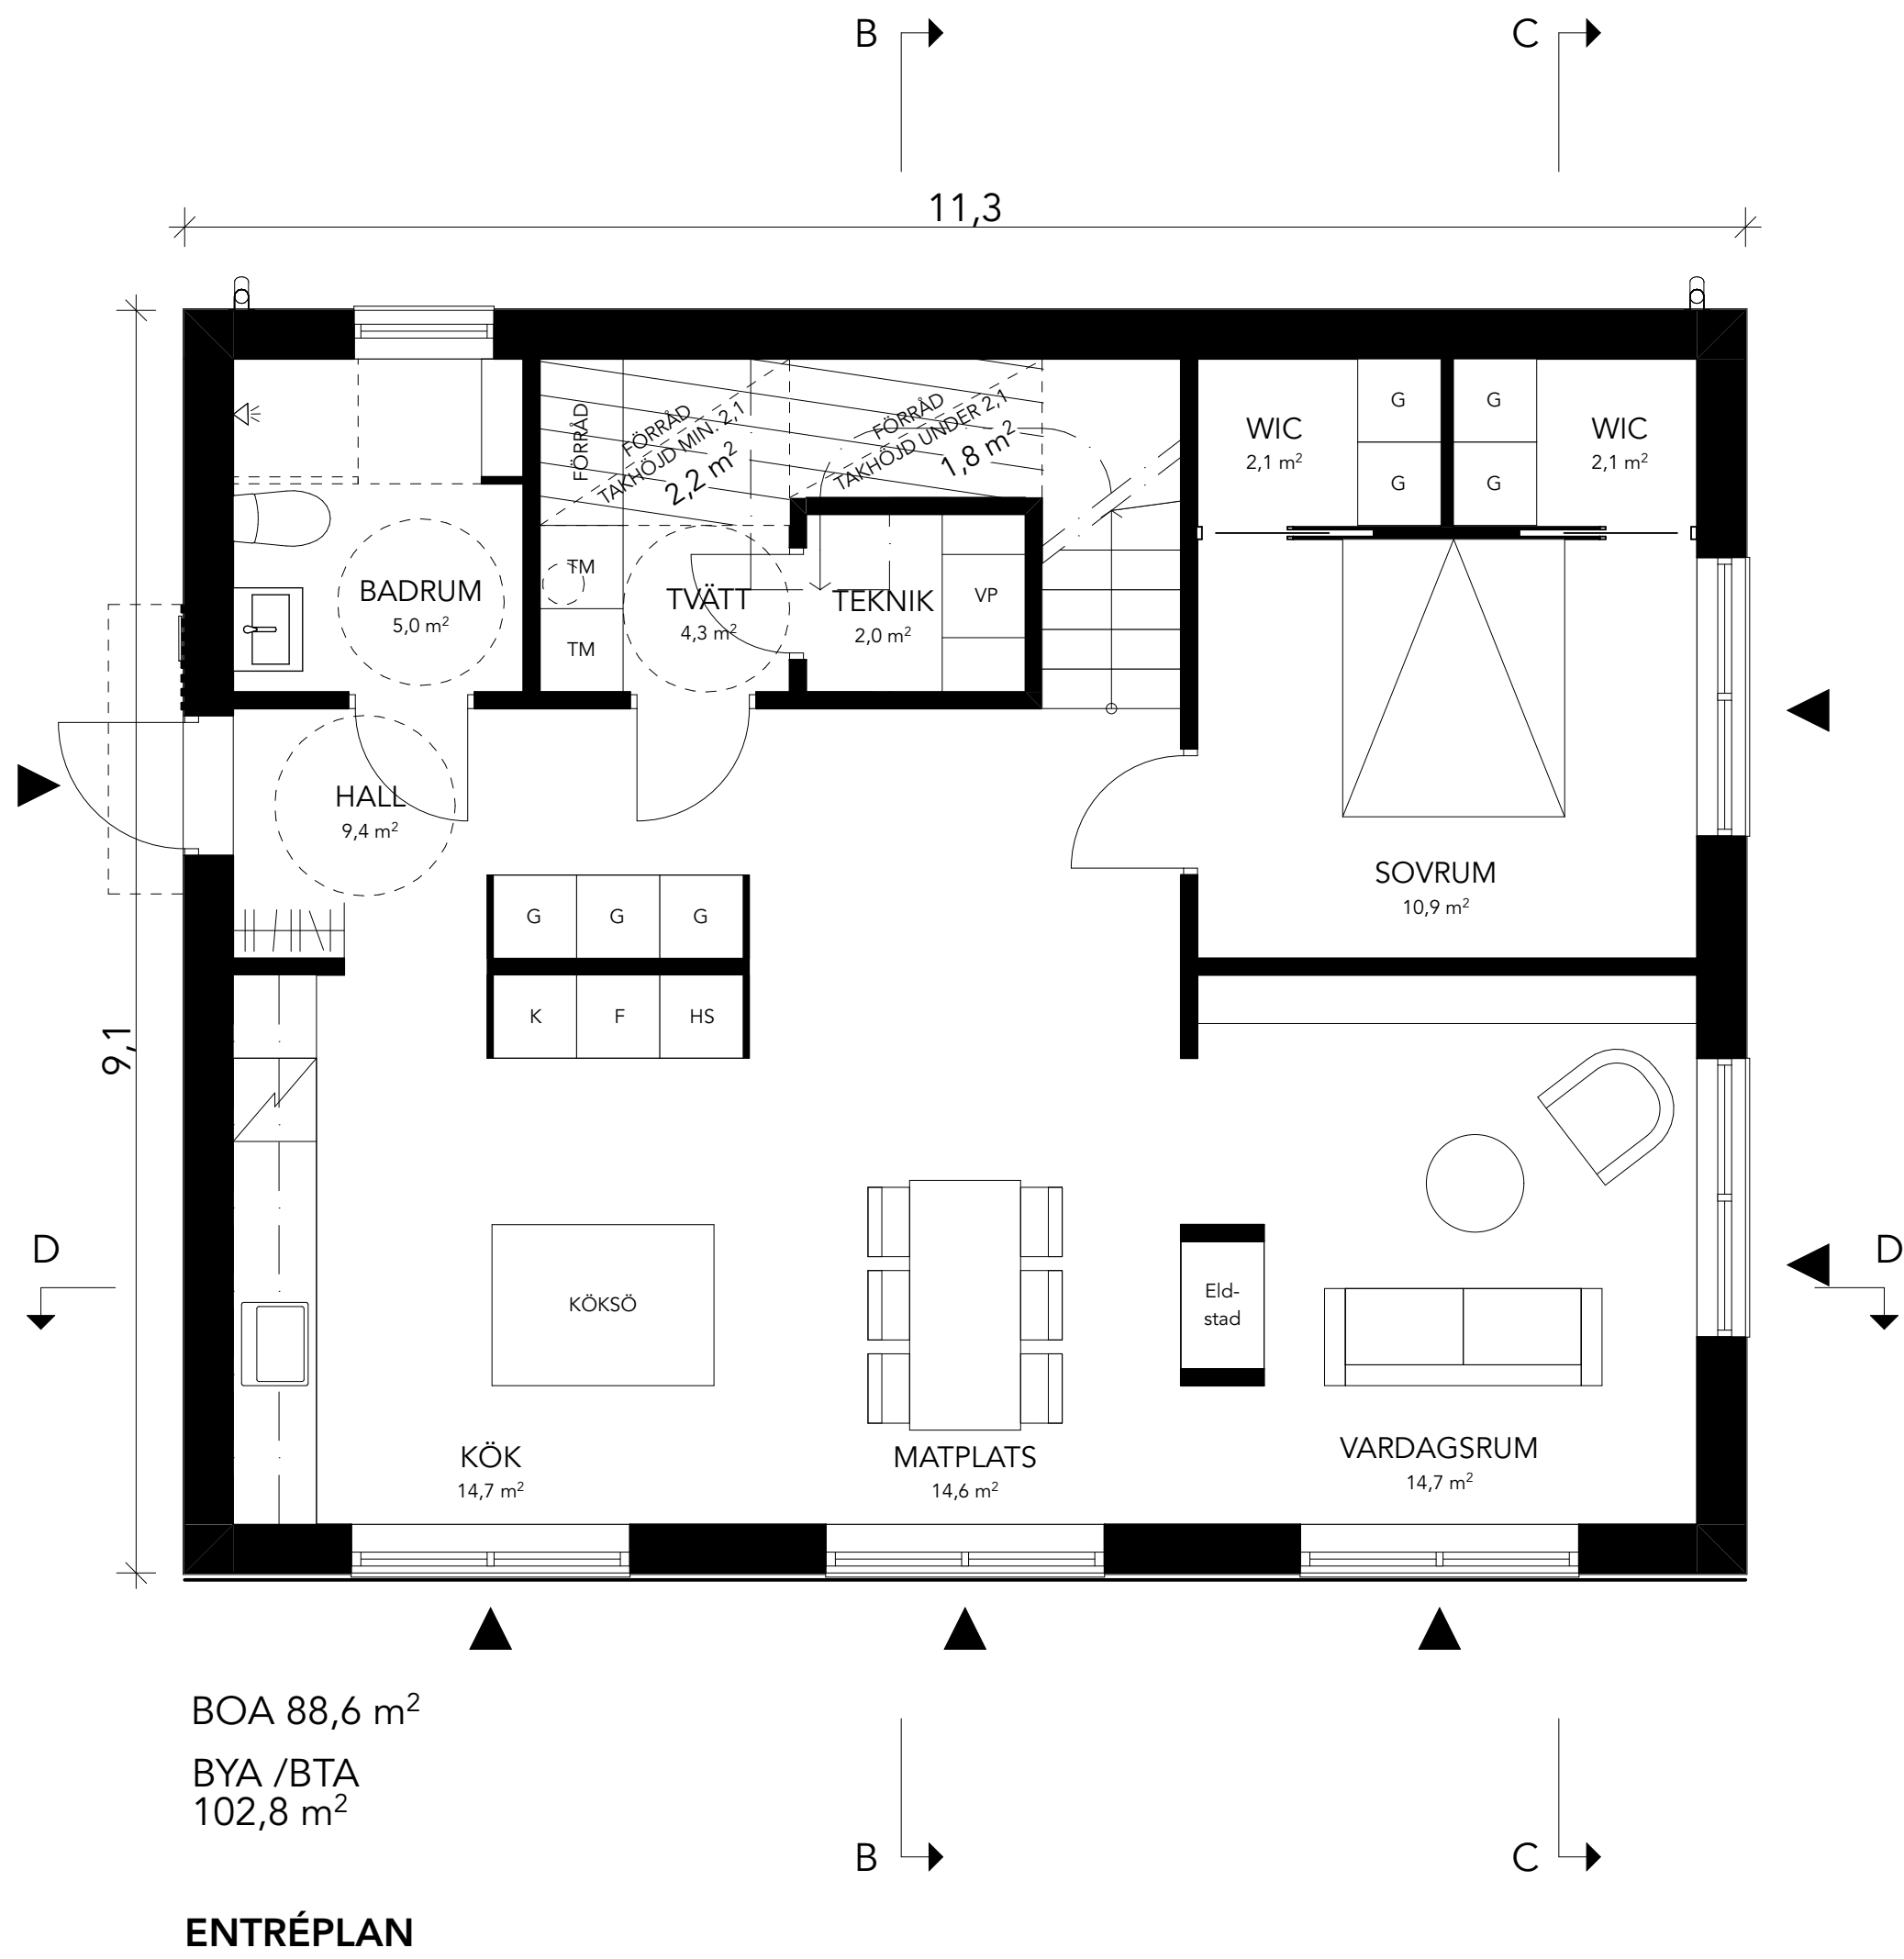 B
C
11,3
FÖRRÅD
FÖRRÅD
TAKHÖJD MIN. 2,1
2,2 m²
FÖRRÅD
TAKHÖJD UNDER 2,1
1,8 m²
WIC
2,1 m²
G
G
G
G
WIC
2,1 m²
BADRUM
5,0 m²
TM
TM
TVÄTT
4,3 m²
TEKNIK
2,0 m²
VP
HALL
9,4 m²
SOVRUM
10,9 m²
G
G
G
K
F
HS
9,1
D
D
KÖKSÖ
Eld-
stad
KÖK
14,7 m²
MATPLATS
14,6 m²
VARDAGSRUM
14,7 m²
BOA 88,6 m²
BYA /BTA
102,8 m²
B
C
ENTRÉPLAN